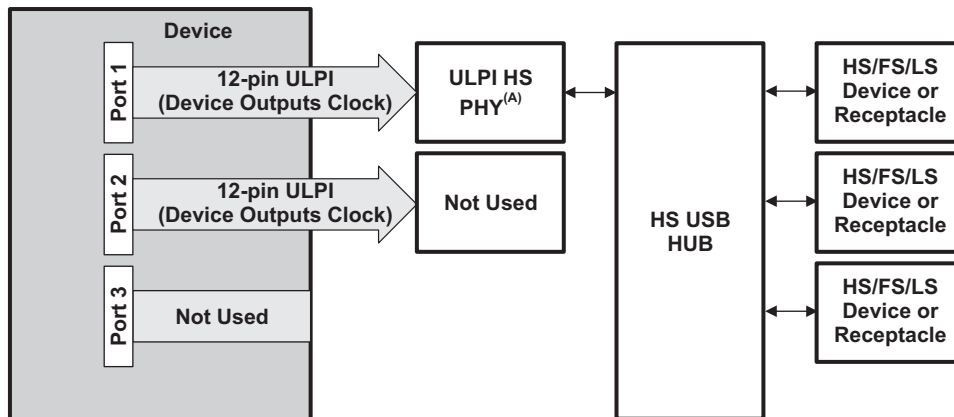 Device
Port 1
12-pin ULPI
(Device Outputs Clock)
ULPI HS
PHY(A)
HS/FS/LS
Device or
Receptacle
Port 2
12-pin ULPI
(Device Outputs Clock)
Not Used
HS USB
HUB
HS/FS/LS
Device or
Receptacle
Port 3
Not Used
HS/FS/LS
Device or
Receptacle